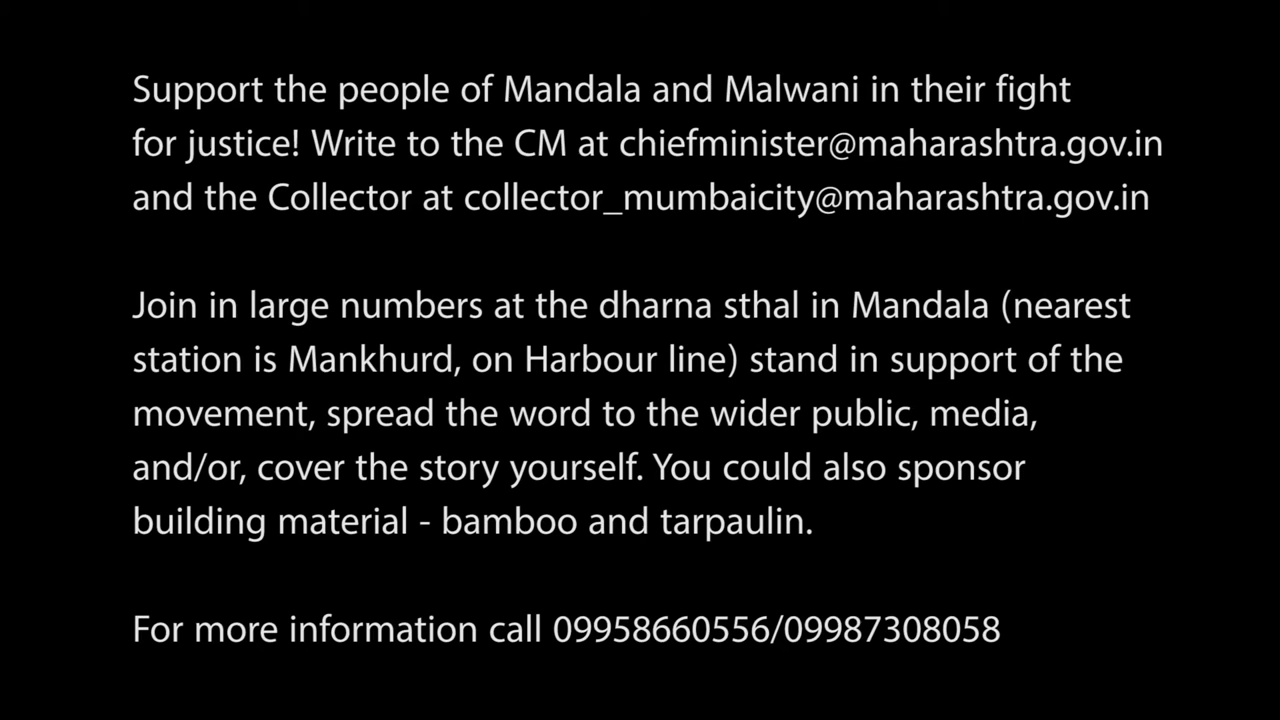 Support the people of Mandala and Malwani in their fight
for justice! Write to the CM at chiefminister@maharashtra.gov.in
and the Collector at collector_mumbaicity@maharashtra.gov.in
Join in large numbers at the dharna sthal in Mandala (nearest
station is Mankhurd, on Harbour line) stand in support of the
movement, spread the word to the wider public, media,
and/or, cover the story yourself. You could also sponsor
building material - bamboo and tarpaulin.
For more information call 09958660556/09987308058